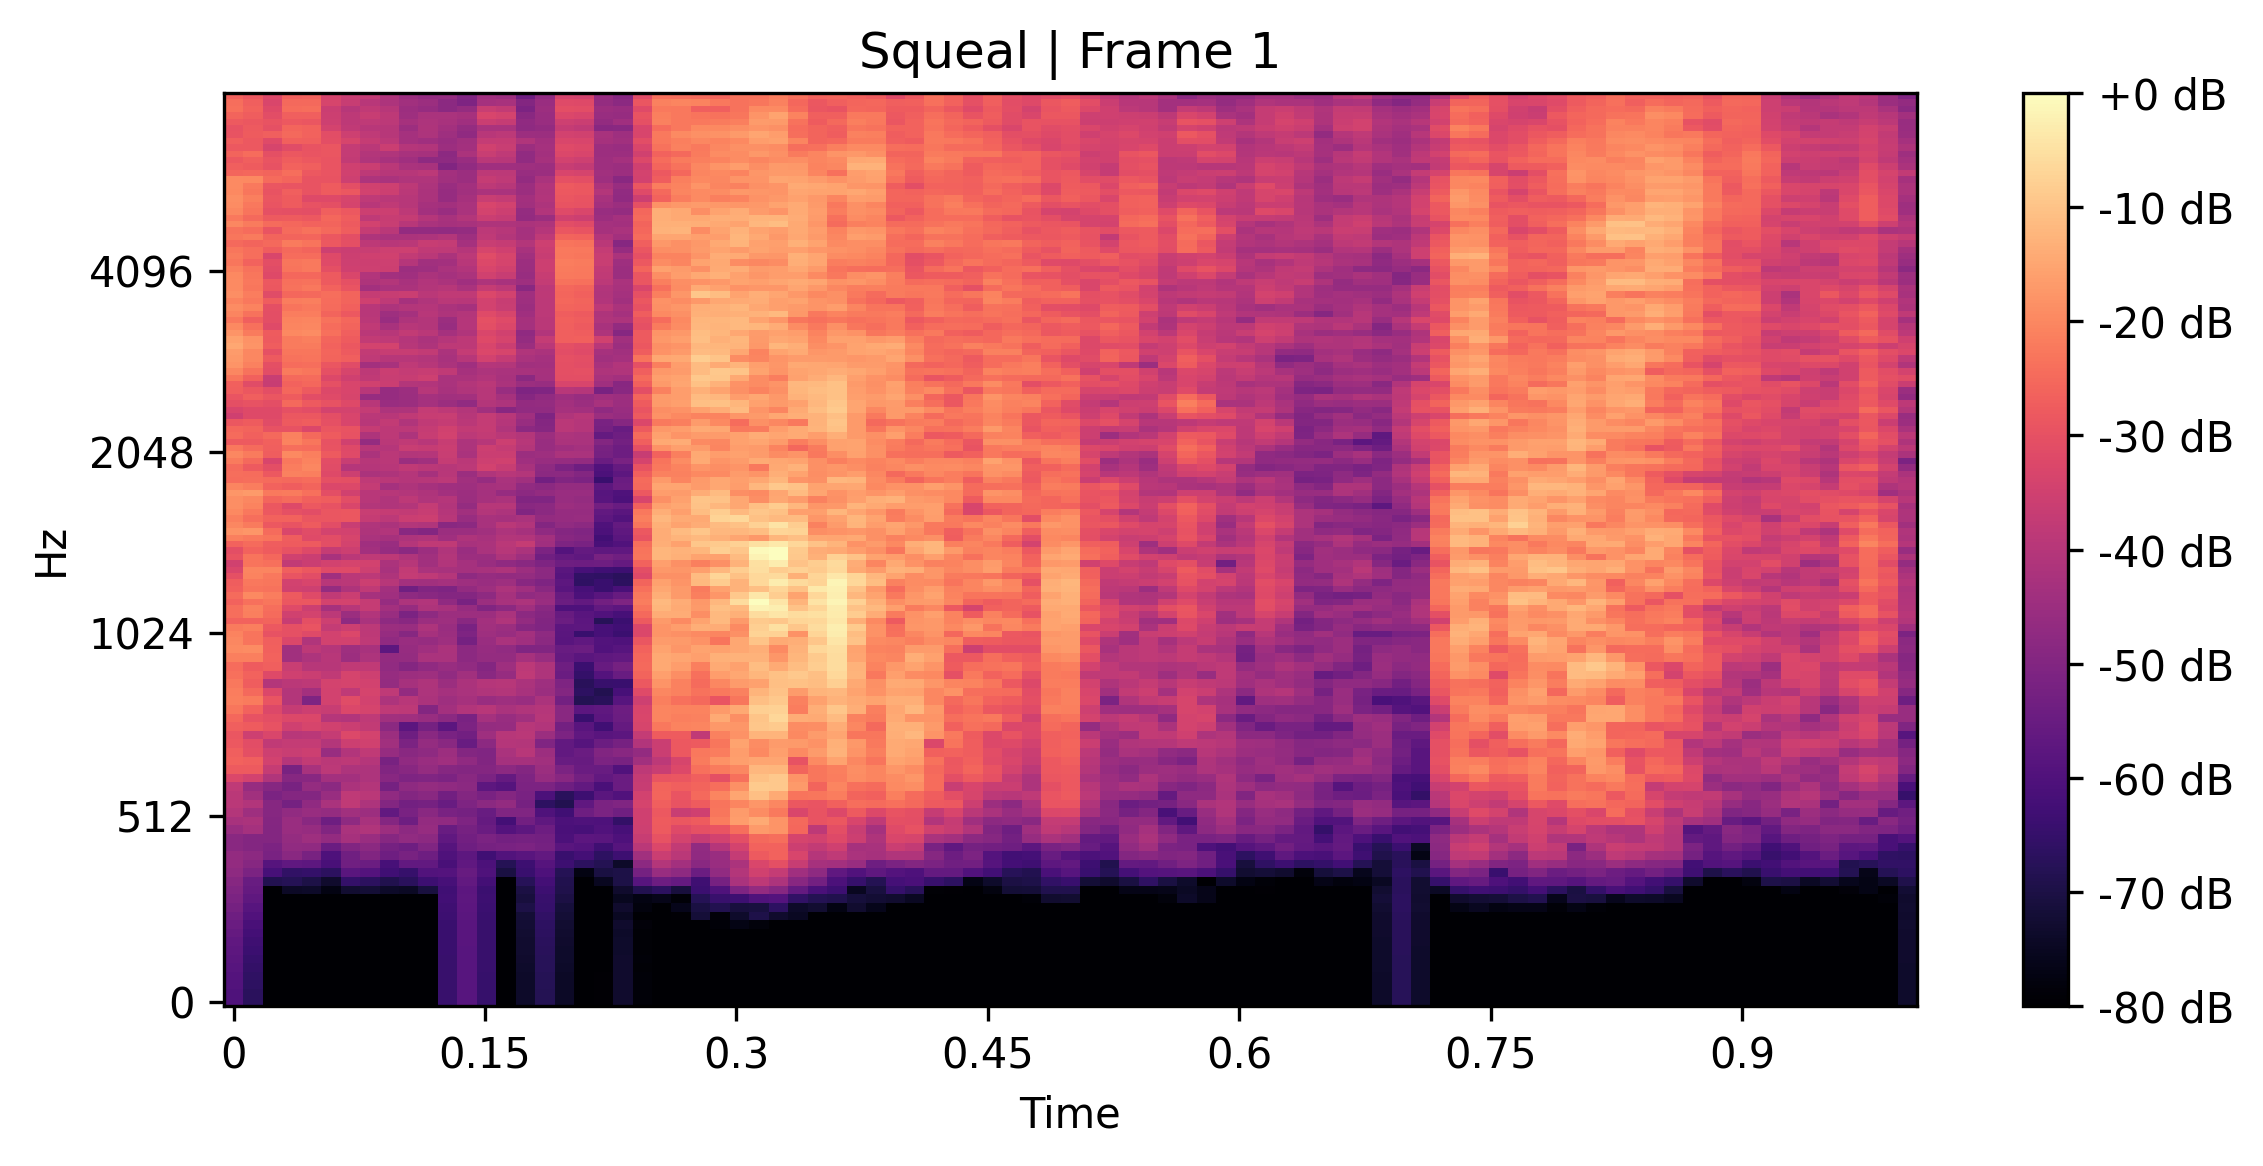 Squeal | Frame 1
+0 dB
-10 dB
-20 dB
-30 dB
-40 dB
-50 dB
-60 dB
-70 dB
-80 dB
Hz
4096
2048
1024
512
0
0 0.15 0.3 0.45 0.6 0.75 0.9
Time